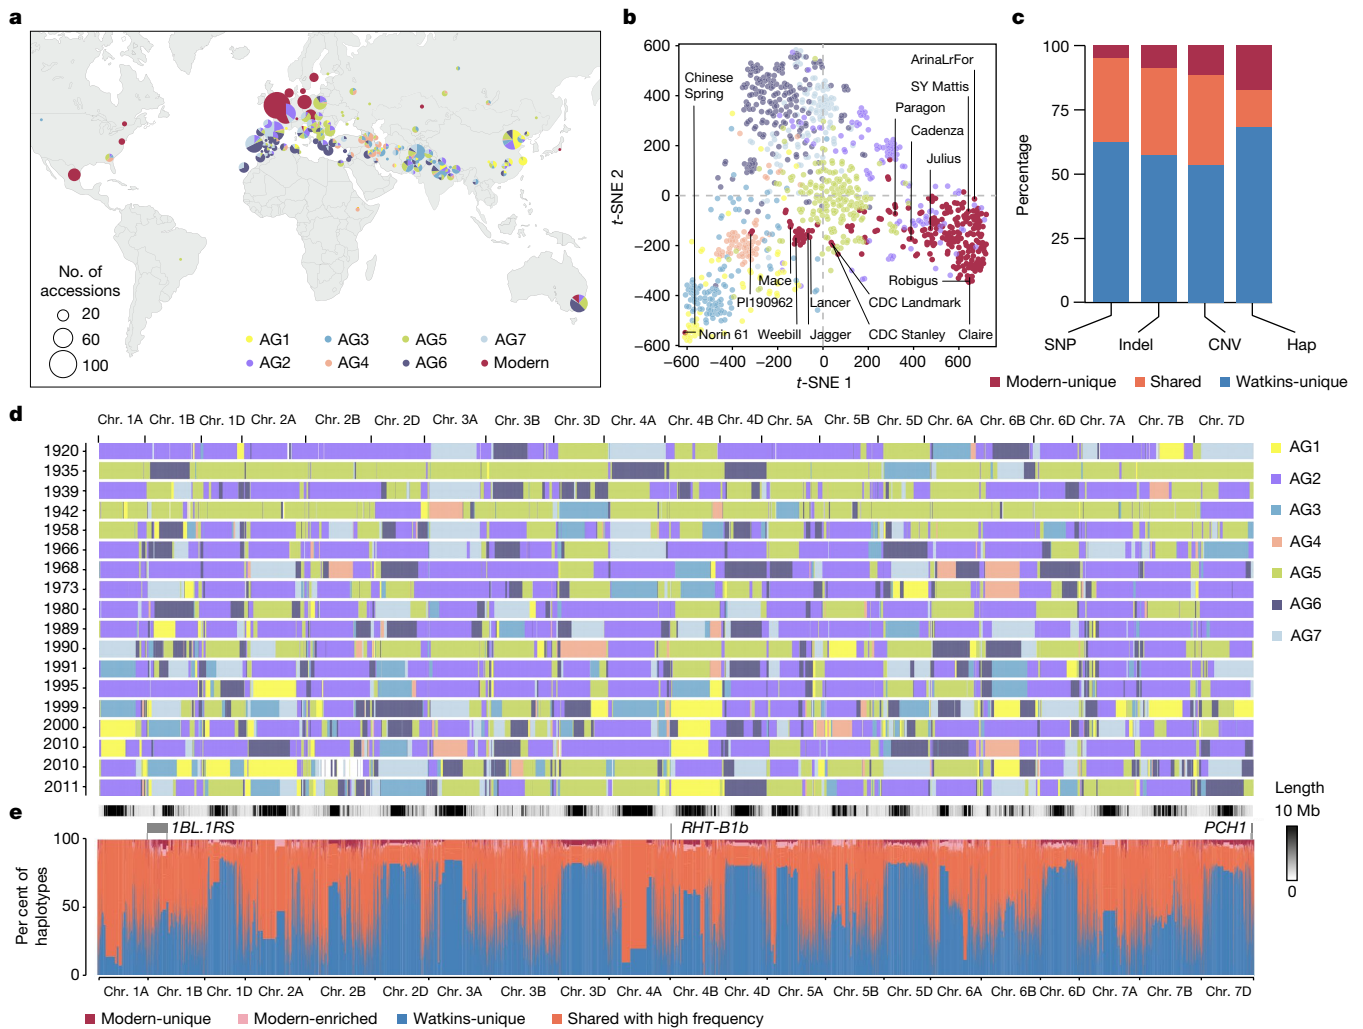 a
No. of
accessions
20
60
100
AG1
AG3
AG5
AG7
AG2
AG4
AG6
Modern
b
600
400
200
0
−200
−400
−600
t-SNE 2
Chinese
Spring
ArinaLrFor
SY Mattis
Paragon
Cadenza
Julius
Mace
Robigus
PI190962
Lancer
CDC Landmark
Norin 61
Weebill
Jagger
CDC Stanley
Claire
−600
−400
−200
0
200
400
600
t-SNE 1
c
100
75
50
25
0
Percentage
SNP
Indel
CNV
Hap
Modern-unique
Shared
Watkins-unique
d
Chr. 1A
Chr. 1B
Chr. 1D
Chr. 2A
Chr. 2B
Chr. 2D
Chr. 3A
Chr. 3B
Chr. 3D
Chr. 4A
Chr. 4B
Chr. 4D
Chr. 5A
Chr. 5B
Chr. 5D
Chr. 6A
Chr. 6B
Chr. 6D
Chr. 7A
Chr. 7B
Chr. 7D
1920
1935
1939
1942
1958
1966
1968
1973
1980
1989
1990
1991
1995
1999
2000
2010
2010
2011
AG1
AG2
AG3
AG4
AG5
AG6
AG7
Length
10 Mb
0
e
1BL.1RS
RHT-B1b
PCH1
100
50
0
Per cent of
haplotypes
Chr. 1A
Chr. 1B
Chr. 1D
Chr. 2A
Chr. 2B
Chr. 2D
Chr. 3A
Chr. 3B
Chr. 3D
Chr. 4A
Chr. 4B
Chr. 4D
Chr. 5A
Chr. 5B
Chr. 5D
Chr. 6A
Chr. 6B
Chr. 6D
Chr. 7A
Chr. 7B
Chr. 7D
Modern-unique
Modern-enriched
Watkins-unique
Shared with high frequency